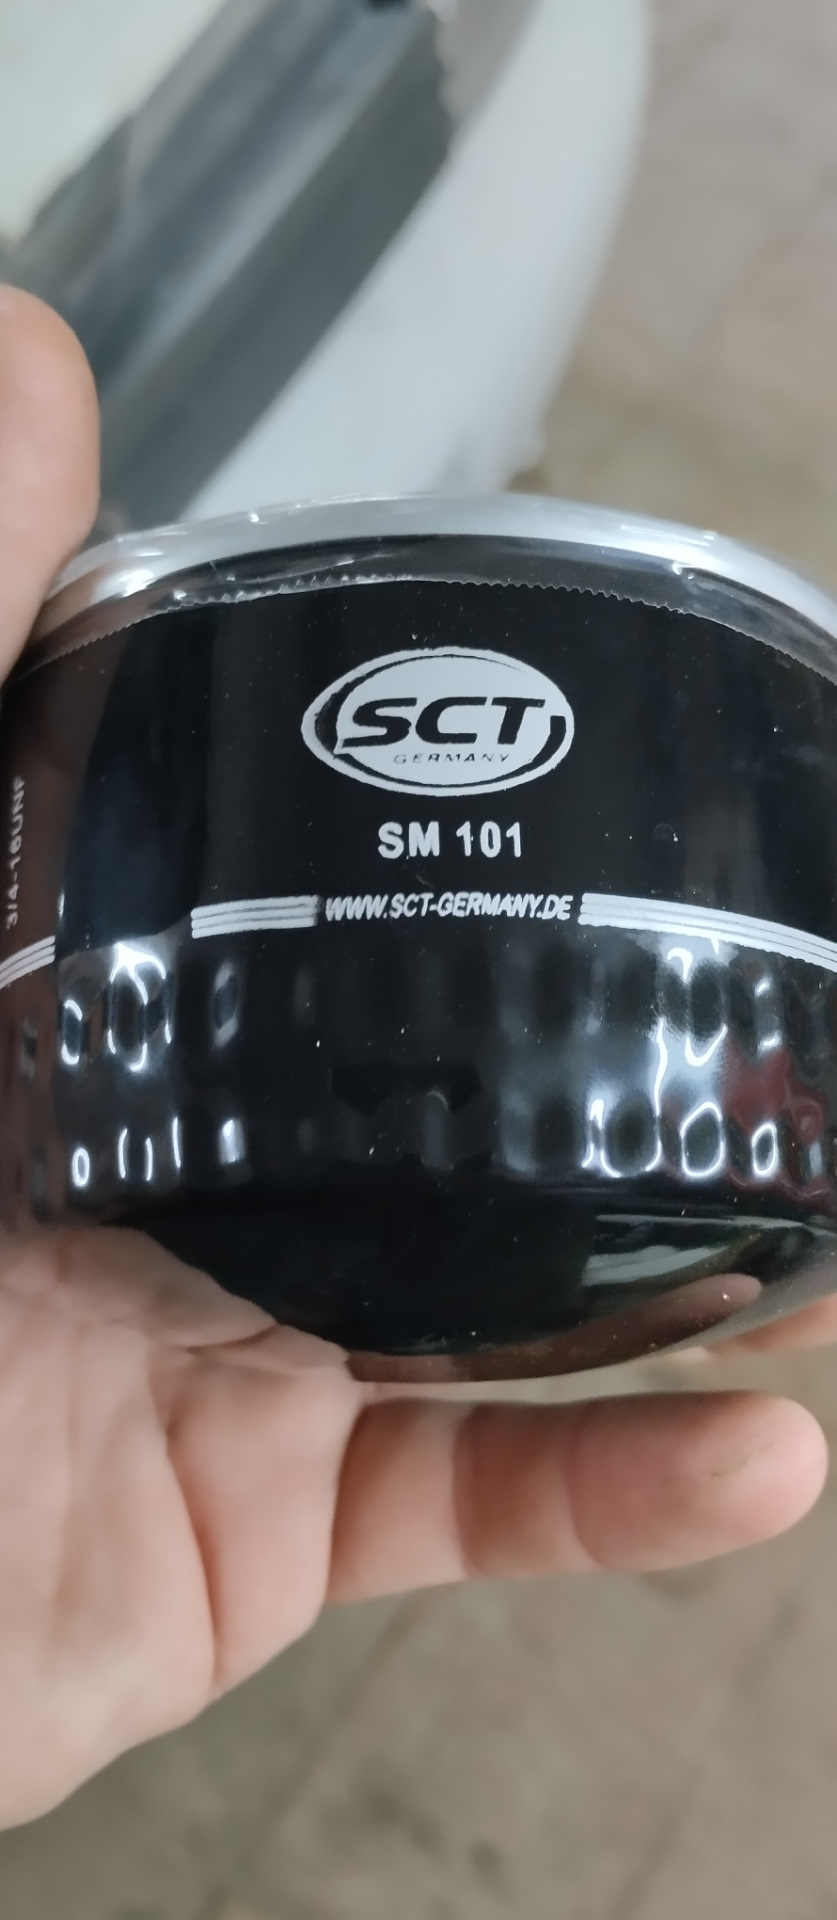 SCT
GERMANY
SM 101
WWW.SCT-GERMANY.DE
3/4-16UNF